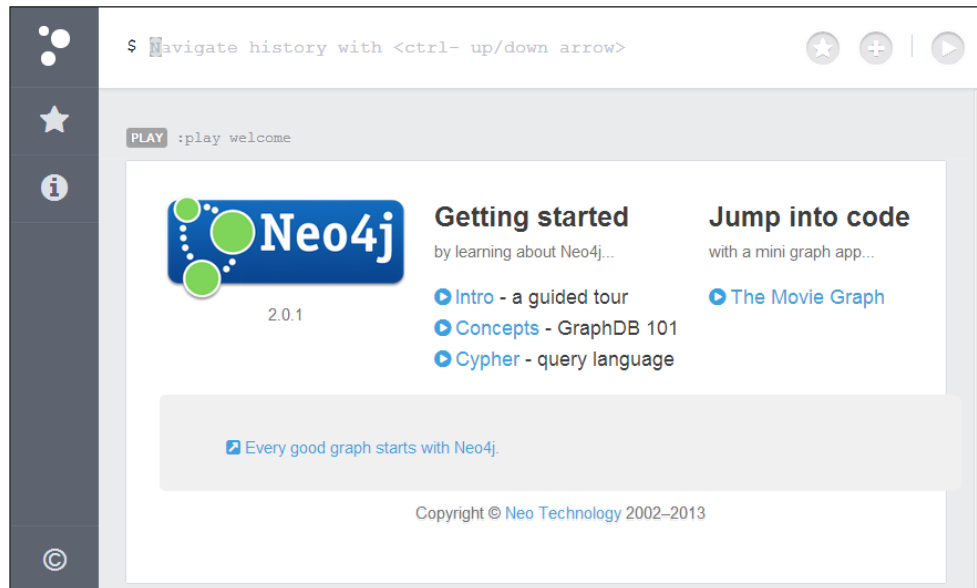 $ Navigate history with <ctrl- up/down arrow>
PLAY :play welcome
Neo4j
2.0.1
Getting started
by learning about Neo4j...
Intro - a guided tour
Concepts - GraphDB 101
Cypher - query language
Jump into code
with a mini graph app...
The Movie Graph
Every good graph starts with Neo4j.
Copyright © Neo Technology 2002–2013
©